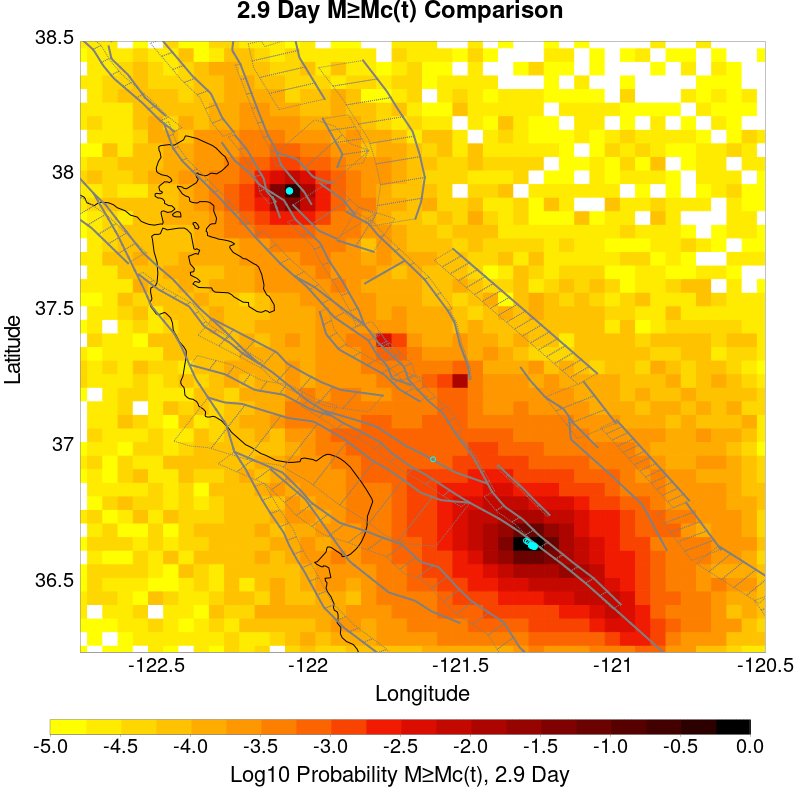 2.9 Day M≥Mc(t) Comparison
38.5
38
37.5
37
36.5
Latitude
-122.5 -122 -121.5 -121 -120.5
Longitude
-5.0 -4.5 -4.0 -3.5 -3.0 -2.5 -2.0 -1.5 -1.0 -0.5 0.0
Log10 Probability M≥Mc(t), 2.9 Day